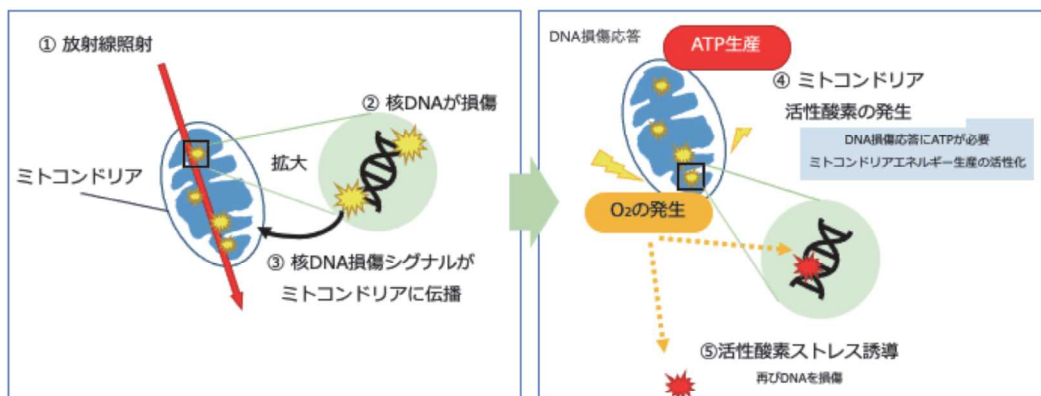 ① 放射線照射
② 核DNAが損傷
拡大
ミトコンドリア
③ 核DNA損傷シグナルが
ミトコンドリアに伝播
DNA損傷応答
ATP生産
④ ミトコンドリア
活性酸素の発生
DNA損傷応答にATPが必要
ミトコンドリアエネルギー生産の活性化
O₂の発生
⑤活性酸素ストレス誘導
再びDNAを損傷